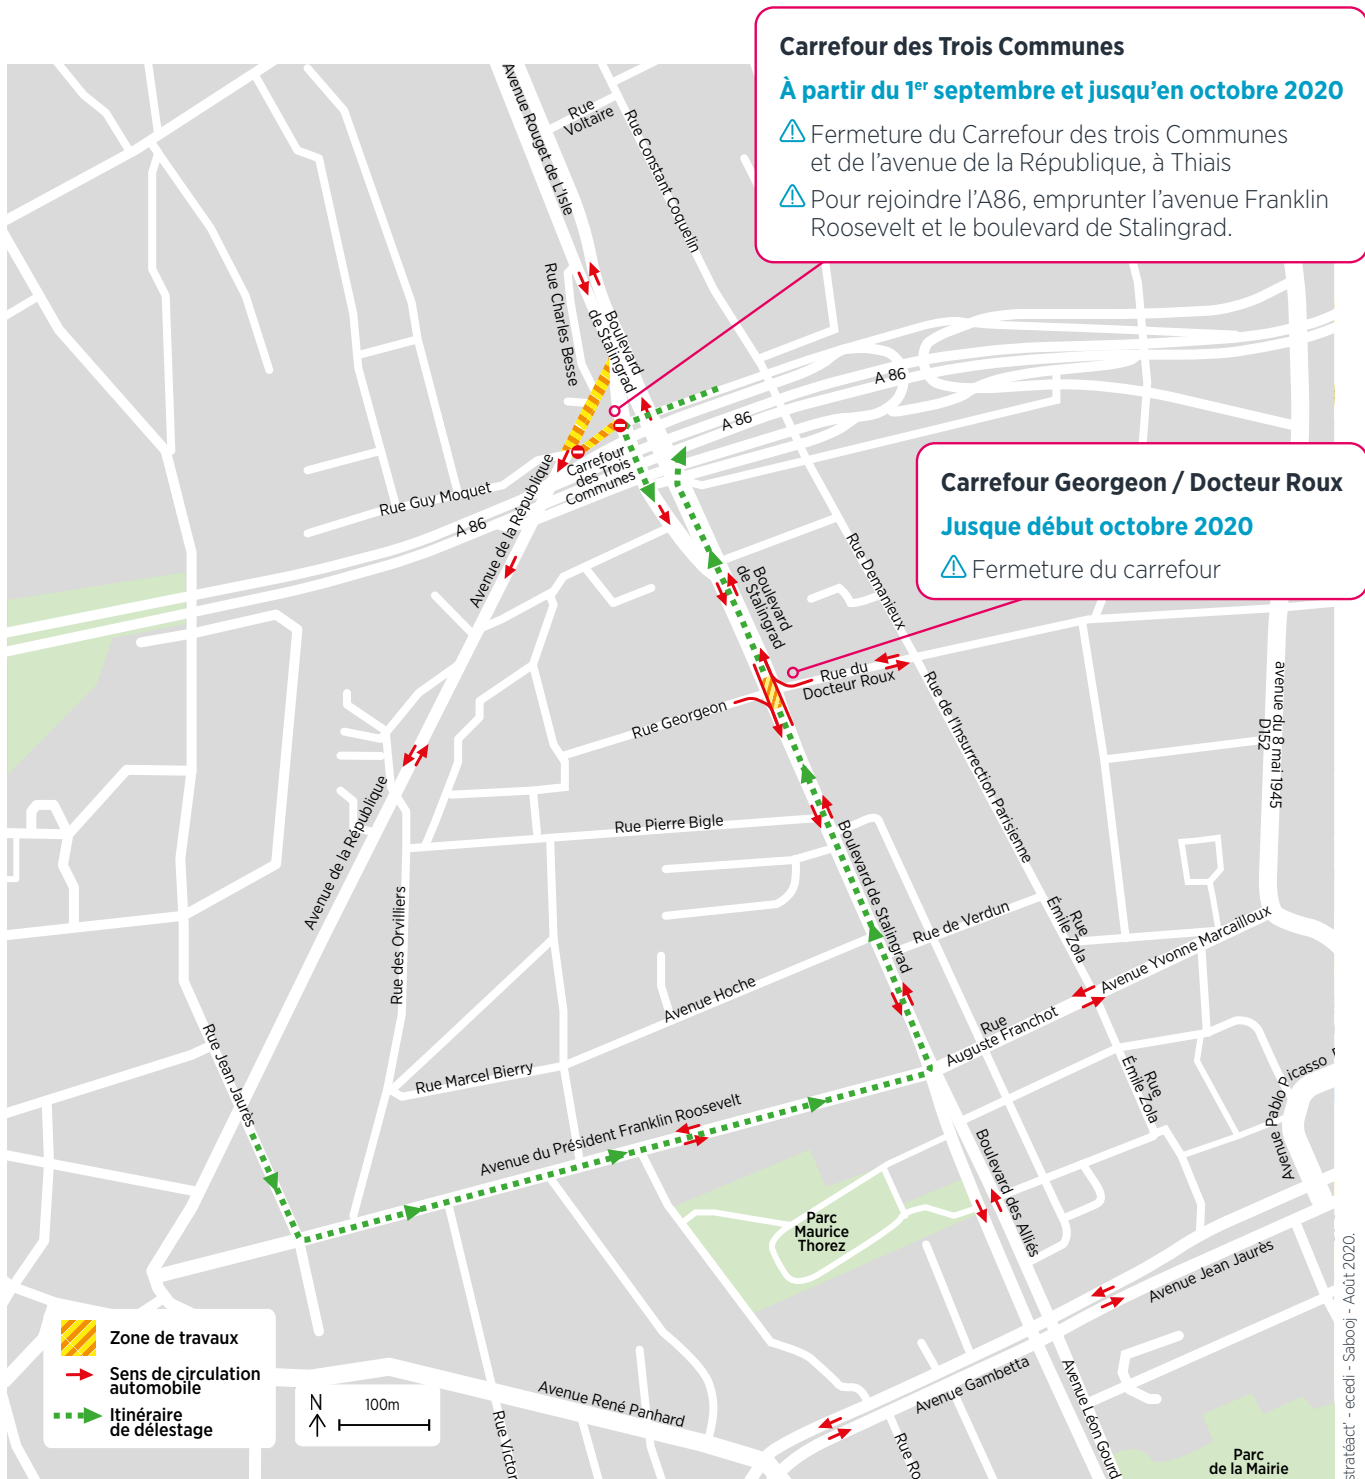 Carrefour des Trois Communes
À partir du 1er septembre et jusqu'en octobre 2020
Fermeture du Carrefour des trois Communes
et de l'avenue de la République, à Thiais
Pour rejoindre l'A86, emprunter l'avenue Franklin
Roosevelt et le boulevard de Stalingrad.
Avenue Rouget de L'Isle
Rue
Voltaire
Rue Constant Coquelin
Rue Charles Besse
Boulevard
de Stalingrad
A 86
A 86
Carrefour
des Trois
Communes
Rue Guy Moquet
A 86
Avenue de la République
Carrefour Georgeon / Docteur Roux
Jusque début octobre 2020
Fermeture du carrefour
Rue Demanieux
Boulevard
de Stalingrad
Rue du
Docteur Roux
Rue Georgeon
Rue de l'Insurrection Parisienne
avenue du 8 mai 1945
D152
Avenue de la République
Rue Pierre Bigle
Boulevard de Stalingrad
Rue des Orvilliers
Rue de Verdun
Rue
Émile Zola
Avenue Yvonne Marcailloux
Avenue Hoche
Rue
Auguste Franchot
Rue Jean Jaurès
Rue Marcel Bierry
Rue
Émile Zola
Avenue Pablo Picasso
Avenue du Président Franklin Roosevelt
Boulevard des Alliés
Parc
Maurice
Thorez
Avenue Jean Jaurès
Zone de travaux
Sens de circulation
automobile
Itinéraire
de délestage
N
100m
Avenue René Panhard
Rue Victor
Avenue Gambetta
Avenue Léon Gourd
Rue Ro
Parc
de la Mairie
stratéact' - ecedi - Sabooj - Août 2020.